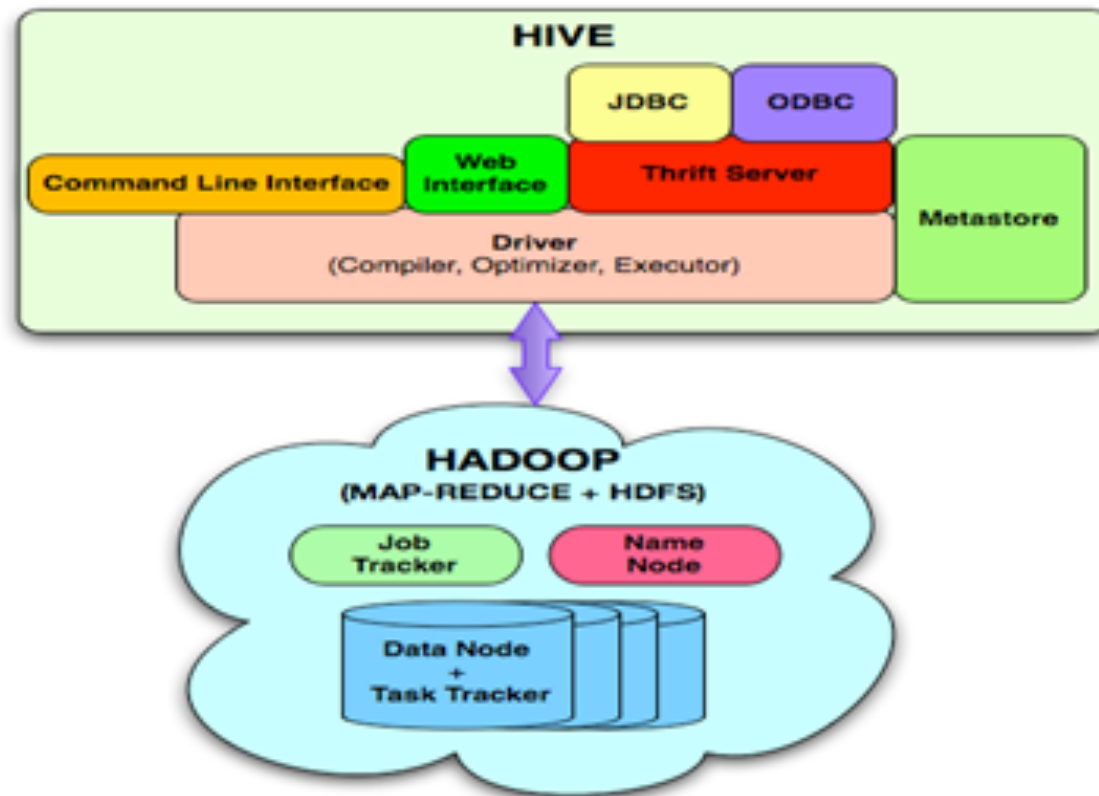 HIVE
JDBC
ODBC
Command Line Interface
Web
Interface
Thrift Server
Metastore
Driver
(Compiler, Optimizer, Executor)
HADOOP
(MAP-REDUCE + HDFS)
Job
Tracker
Name
Node
Data Node
+
Task Tracker